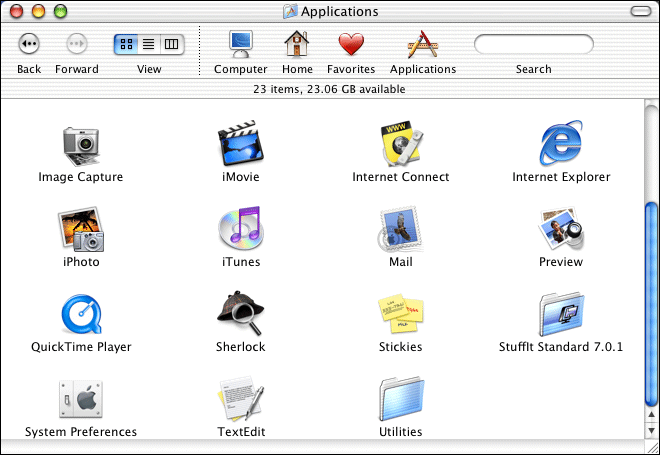 Applications
Back Forward View Computer Home Favorites Applications Search
23 items, 23.06 GB available
WWW
Image Capture iMovie Internet Connect Internet Explorer
iPhoto iTunes Mail Preview
QuickTime Player Sherlock Stickies StuffIt Standard 7.0.1
System Preferences TextEdit Utilities